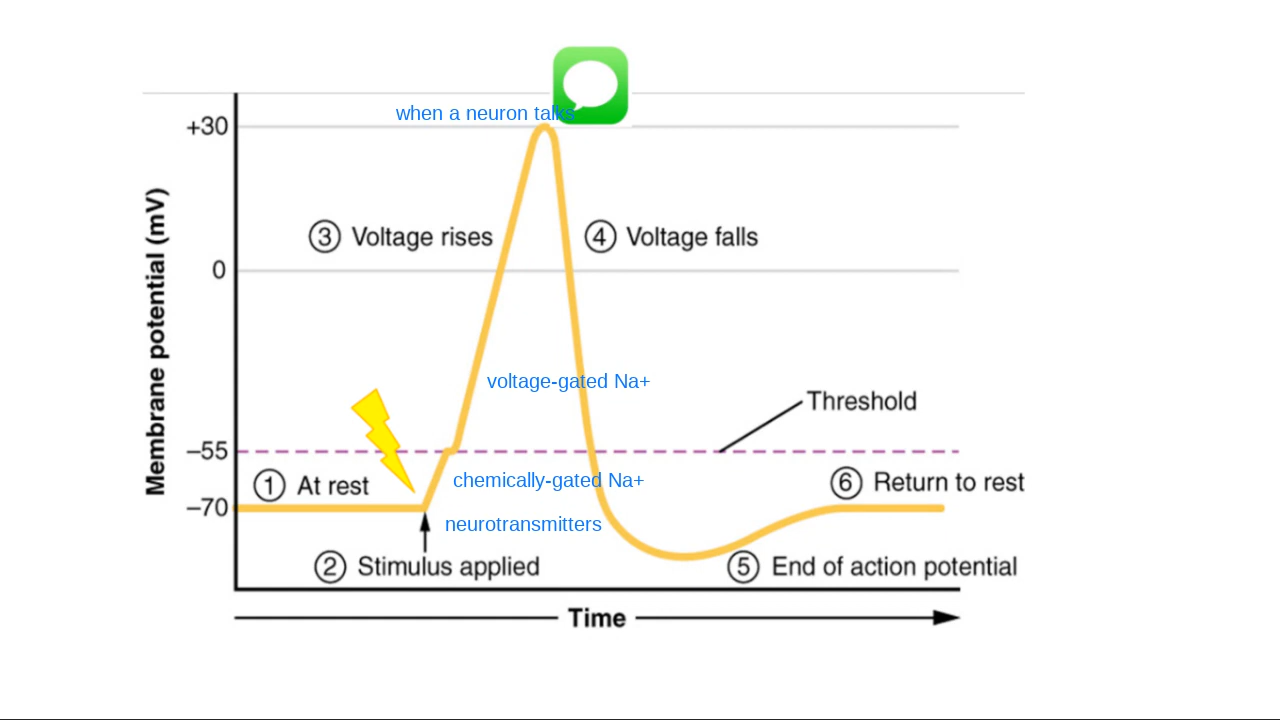 when a neuron talks
+30
③ Voltage rises
④ Voltage falls
0
Membrane potential (mV)
voltage-gated Na+
Threshold
–55
chemically-gated Na+
① At rest
⑥ Return to rest
–70
neurotransmitters
② Stimulus applied
⑤ End of action potential
Time